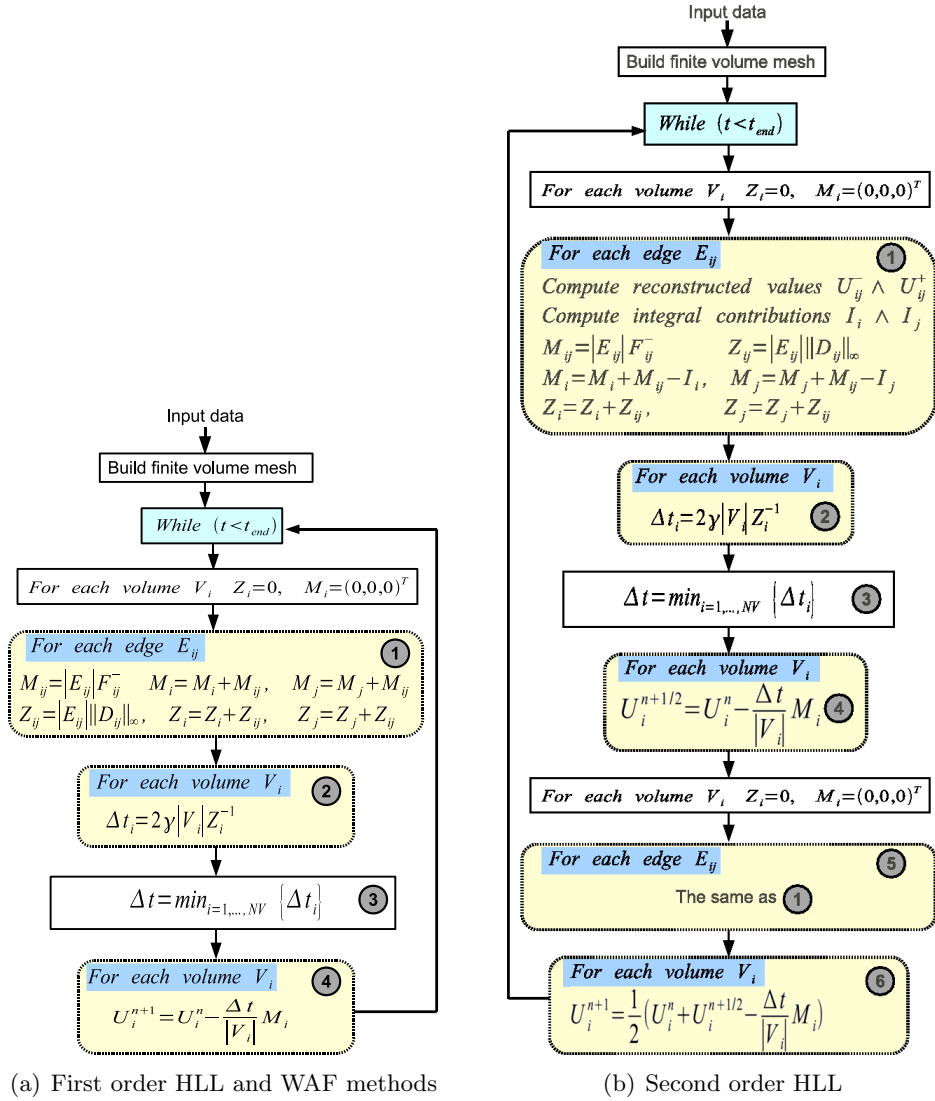 Input data
Build finite volume mesh
While (t<t_end)
For each volume V_i Z_i=0, M_i=(0,0,0)^T
For each edge E_ij
1
M_ij=|E_ij|F_ij^- M_i=M_i+M_ij, M_j=M_j+M_ij
Z_ij=|E_ij|‖D_ij‖_∞, Z_i=Z_i+Z_ij, Z_j=Z_j+Z_ij
For each volume V_i
2
Δt_i=2γ|V_i|Z_i^-1
Δt=min_i=1,...,NV {Δt_i}
3
For each volume V_i
4
U_i^n+1=U_i^n-Δt/|V_i| M_i
(a) First order HLL and WAF methods
Input data
Build finite volume mesh
While (t<t_end)
For each volume V_i Z_i=0, M_i=(0,0,0)^T
For each edge E_ij
1
Compute reconstructed values U_ij^- ∧ U_ij^+
Compute integral contributions I_i ∧ I_j
M_ij=|E_ij|F_ij^- Z_ij=|E_ij|‖D_ij‖_∞
M_i=M_i+M_ij-I_i, M_j=M_j+M_ij-I_j
Z_i=Z_i+Z_ij, Z_j=Z_j+Z_ij
For each volume V_i
Δt_i=2γ|V_i|Z_i^-1
2
Δt=min_i=1,...,NV {Δt_i}
3
For each volume V_i
U_i^n+1/2=U_i^n-Δt/|V_i| M_i
4
For each volume V_i Z_i=0, M_i=(0,0,0)^T
For each edge E_ij
5
The same as 1
For each volume V_i
6
U_i^n+1=1/2(U_i^n+U_i^n+1/2-Δt/|V_i| M_i)
(b) Second order HLL